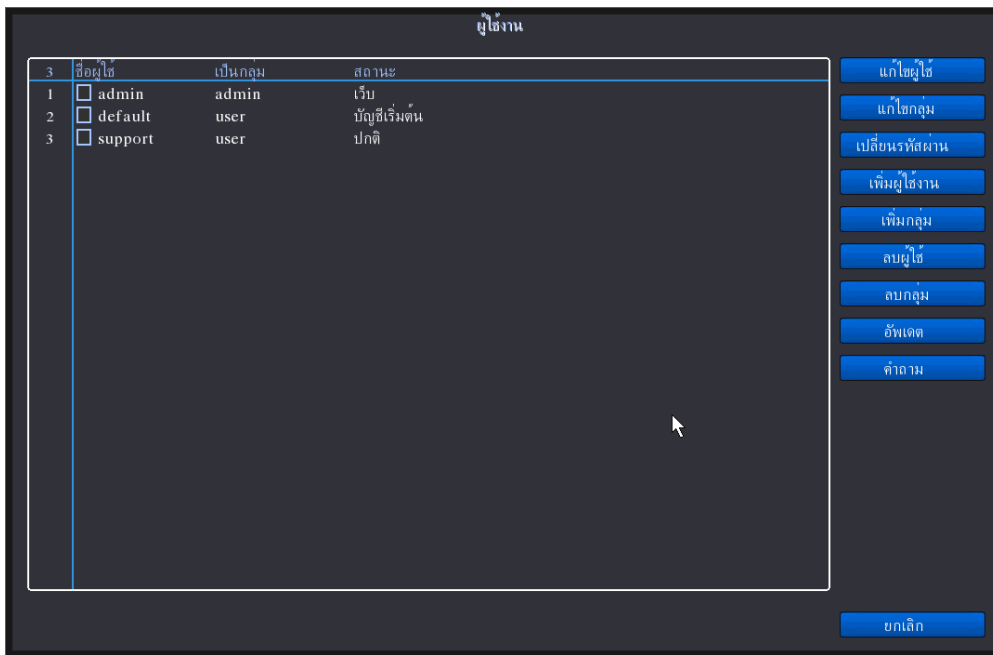 ผู้ใช้งาน
3 ชื่อผู้ใช้ เป็นกลุ่ม สถานะ
1 admin admin เว็บ
2 default user บัญชีเริ่มต้น
3 support user ปกติ
แก้ไขผู้ใช้
แก้ไขกลุ่ม
เปลี่ยนรหัสผ่าน
เพิ่มผู้ใช้งาน
เพิ่มกลุ่ม
ลบผู้ใช้
ลบกลุ่ม
อัพเดต
คำถาม
ยกเลิก